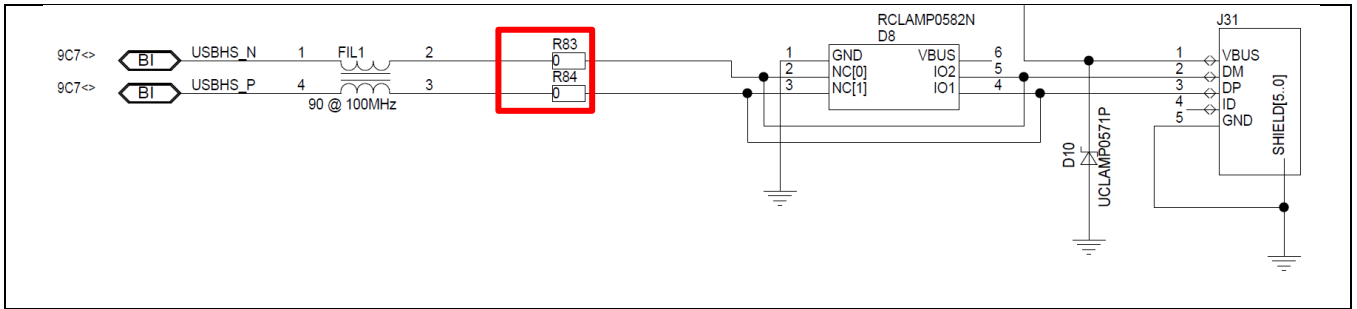 9C7<> BI USBHS_N 1 FIL1 2
9C7<> BI USBHS_P 4 3
90 @ 100MHz
R83
0
R84
0
RCLAMP0582N
D8
1 GND VBUS 6
2 NC[0] IO2 5
3 NC[1] IO1 4
D10
UCLAMP0571P
J31
1 VBUS
2 DM
3 DP
4 ID
5 GND
SHIELD[5..0]